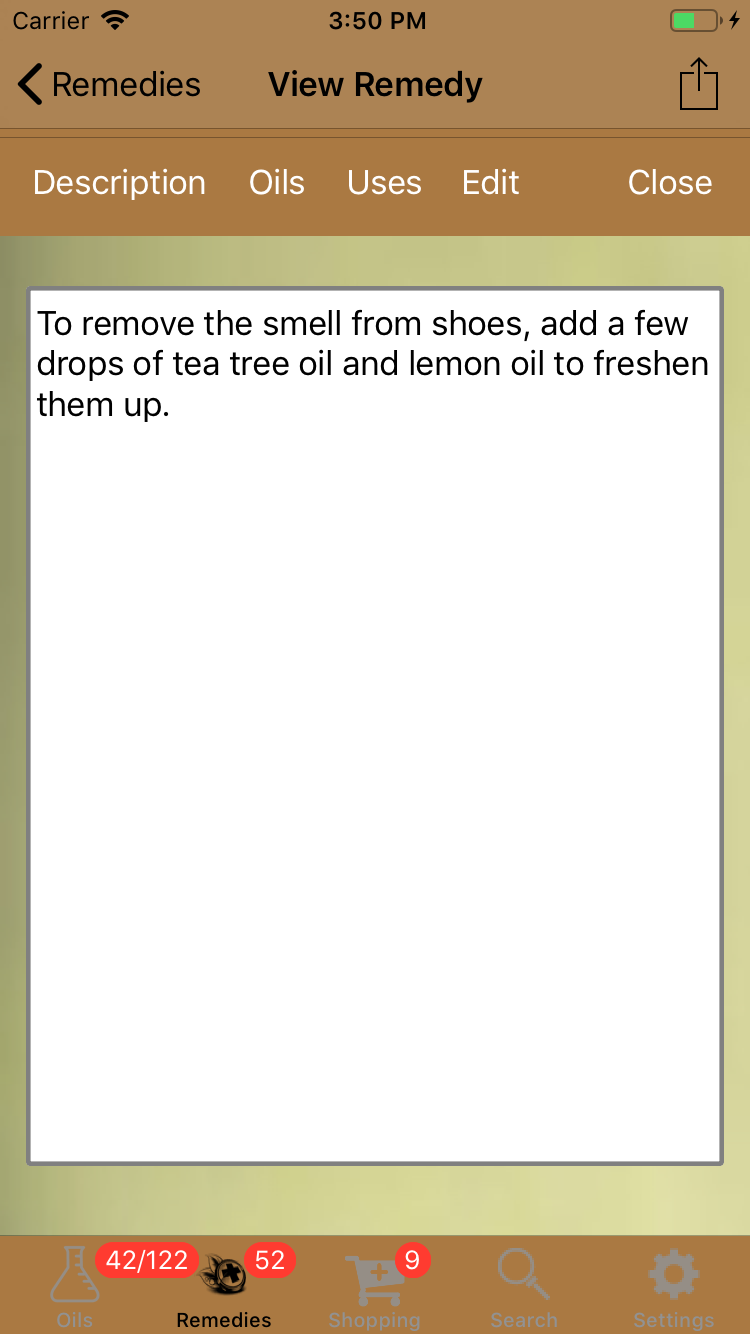 Carrier 3:50 PM
Remedies View Remedy
Description Oils Uses Edit Close
To remove the smell from shoes, add a few
drops of tea tree oil and lemon oil to freshen
them up.
42/122 52 9
Oils Remedies Shopping Search Settings